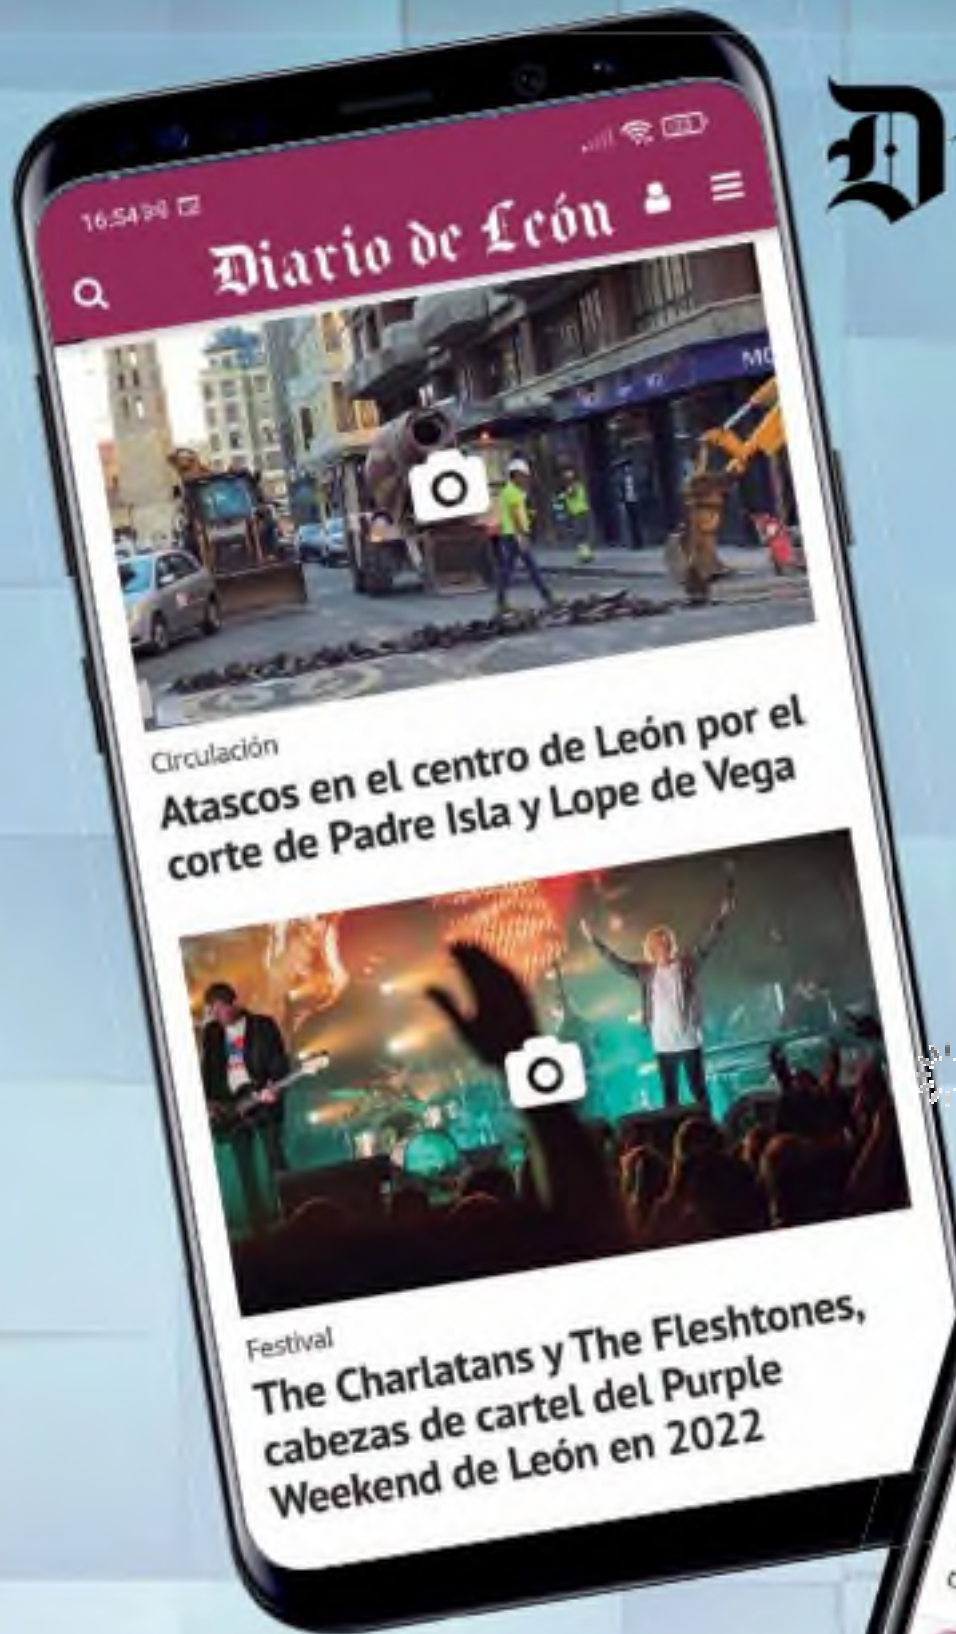 16:54
Diario de León
D
MO
Circulación
Atascos en el centro de León por el
corte de Padre Isla y Lope de Vega
Festival
The Charlatans y The Fleshtones,
cabezas de cartel del Purple
Weekend de León en 2022